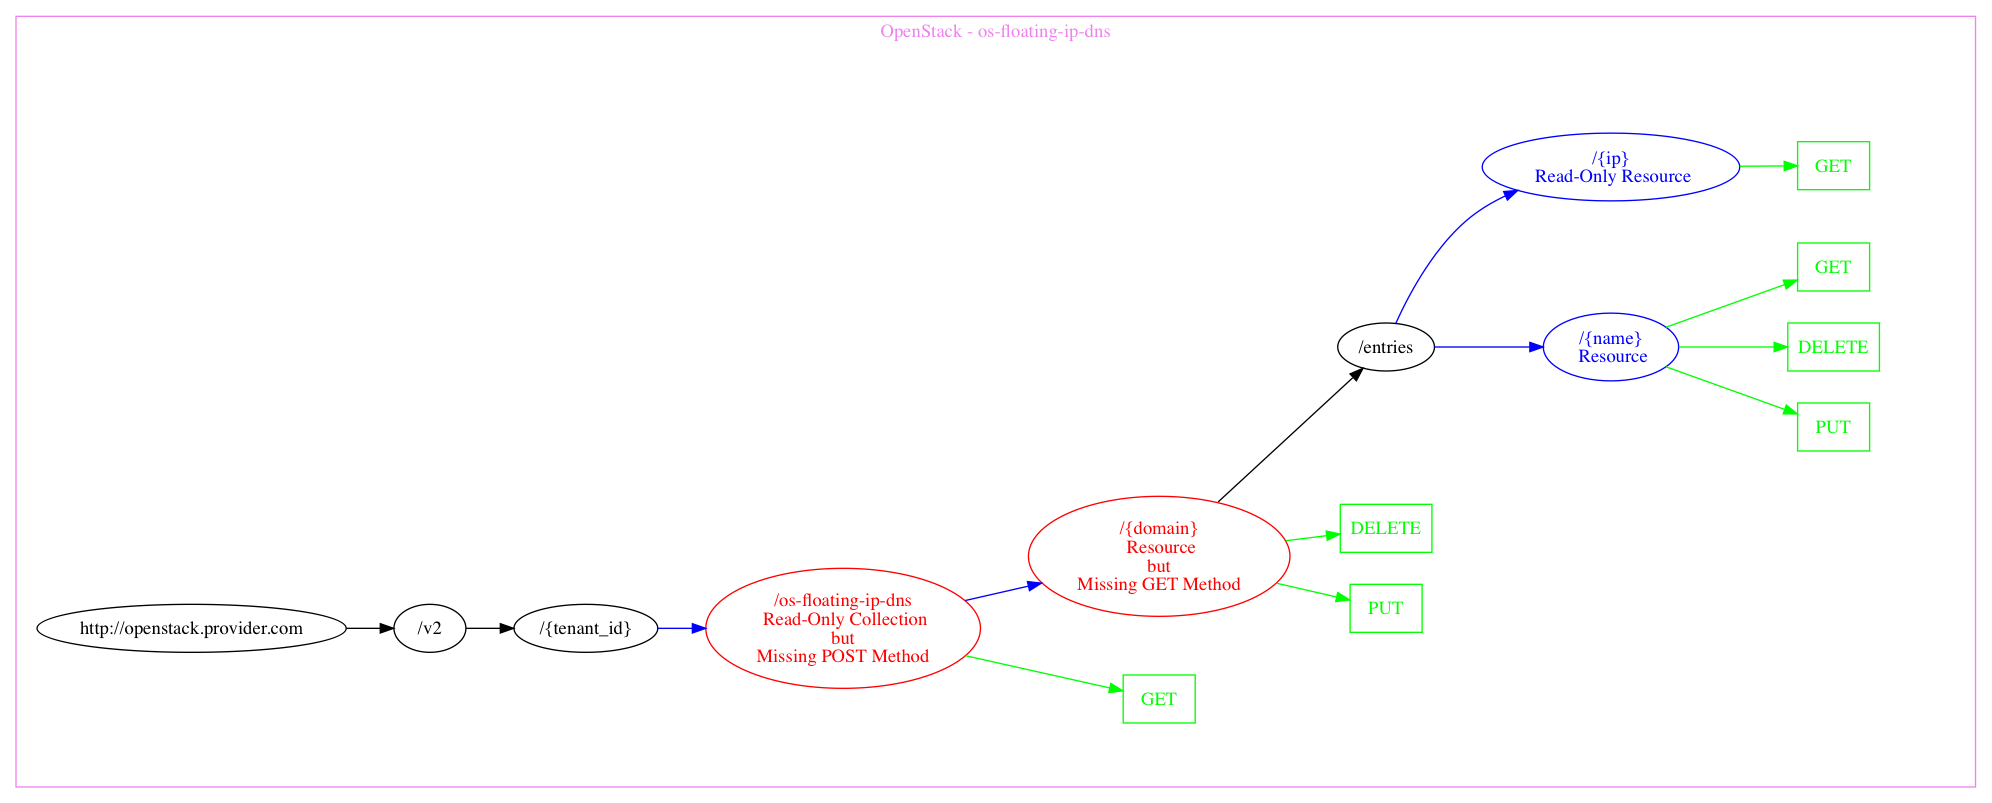 OpenStack - os-floating-ip-dns
/{ip}
Read-Only Resource
GET
GET
/{name}
Resource
DELETE
PUT
/entries
/{domain}
Resource
but
Missing GET Method
DELETE
PUT
http://openstack.provider.com
/v2
/{tenant_id}
/os-floating-ip-dns
Read-Only Collection
but
Missing POST Method
GET